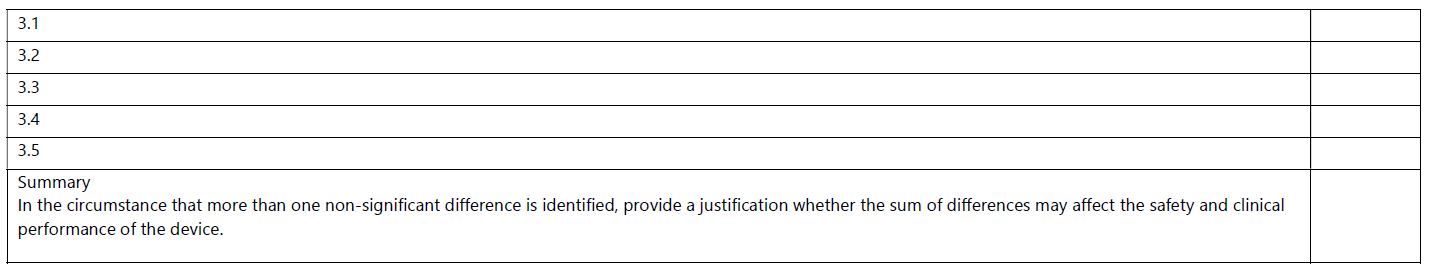 3.1
3.2
3.3
3.4
3.5
Summary
In the circumstance that more than one non-significant difference is identified, provide a justification whether the sum of differences may affect the safety and clinical
performance of the device.